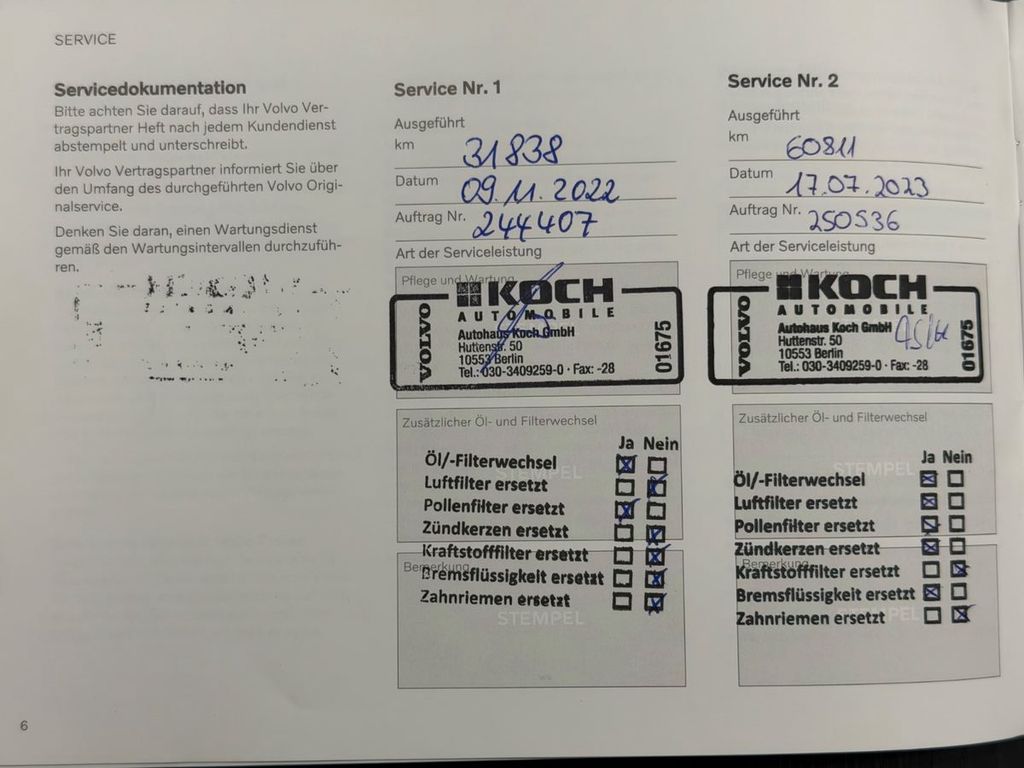 SERVICE
Servicedokumentation
Bitte achten Sie darauf, dass Ihr Volvo Ver-
tragspartner Heft nach jedem Kundendienst
abstempelt und unterschreibt.
Ihr Volvo Vertragspartner informiert Sie über
den Umfang des durchgeführten Volvo Origi-
nalservice.
Denken Sie daran, einen Wartungsdienst
gemäß den Wartungsintervallen durchzufüh-
ren.
Service Nr. 1
Ausgeführt
km 31838
Datum 09.11.2022
Auftrag Nr. 244407
Art der Serviceleistung
Pflege und Wartung
KOCH
AUTOMOBILE
VOLVO
Autohaus Koch GmbH
Huttenstr. 50
10553 Berlin
Tel.: 030-3409259-0 · Fax: -28
01675
Zusätzlicher Öl- und Filterwechsel
Ja Nein
Öl/-Filterwechsel
STEMPEL
Luftfilter ersetzt
Pollenfilter ersetzt
Zündkerzen ersetzt
Kraftstofffilter ersetzt
Bemerkung
Bremsflüssigkeit ersetzt
Zahnriemen ersetzt
STEMPEL
Service Nr. 2
Ausgeführt
km 60811
Datum 17.07.2023
Auftrag Nr. 250536
Art der Serviceleistung
Pflege und Wartung
KOCH
AUTOMOBILE
VOLVO
Autohaus Koch GmbH
Huttenstr. 50
10553 Berlin
Tel.: 030-3409259-0 · Fax: -28
01675
Zusätzlicher Öl- und Filterwechsel
Ja Nein
STEMPEL
Öl/-Filterwechsel
Luftfilter ersetzt
Pollenfilter ersetzt
Zündkerzen ersetzt
Bemerkung
Kraftstofffilter ersetzt
Bremsflüssigkeit ersetzt
STEMPEL
Zahnriemen ersetzt
6